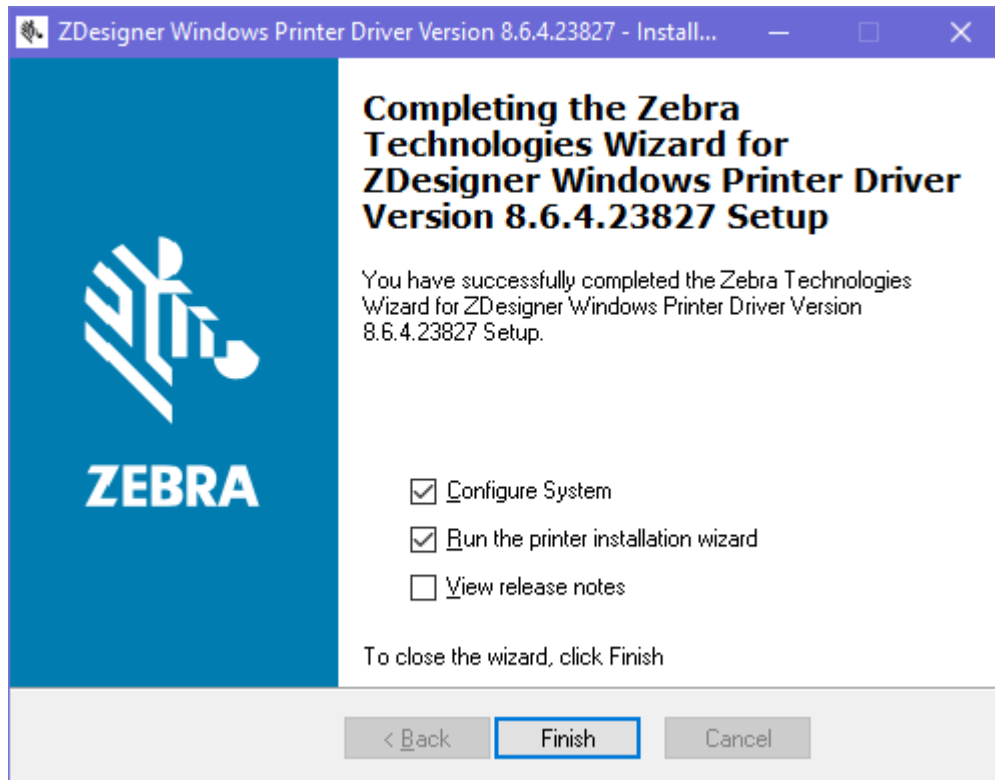 ZDesigner Windows Printer Driver Version 8.6.4.23827 - Install...
Completing the Zebra
Technologies Wizard for
ZDesigner Windows Printer Driver
Version 8.6.4.23827 Setup
You have successfully completed the Zebra Technologies
Wizard for ZDesigner Windows Printer Driver Version
8.6.4.23827 Setup.
ZEBRA
Configure System
Run the printer installation wizard
View release notes
To close the wizard, click Finish
< Back
Finish
Cancel